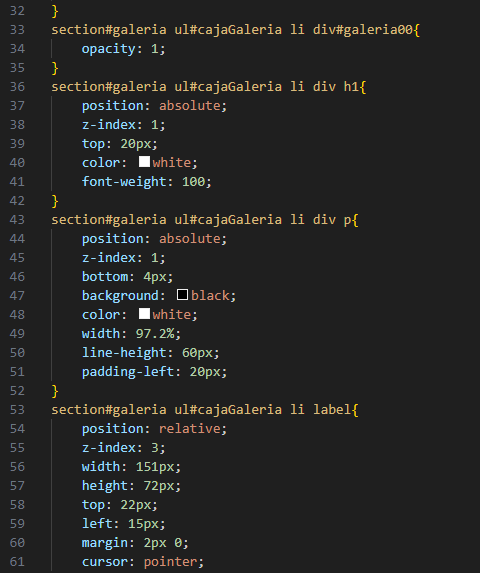 32 }
33 section#galeria ul#cajaGaleria li div#galeria00{
34     opacity: 1;
35 }
36 section#galeria ul#cajaGaleria li div h1{
37     position: absolute;
38     z-index: 1;
39     top: 20px;
40     color: white;
41     font-weight: 100;
42 }
43 section#galeria ul#cajaGaleria li div p{
44     position: absolute;
45     z-index: 1;
46     bottom: 4px;
47     background: black;
48     color: white;
49     width: 97.2%;
50     line-height: 60px;
51     padding-left: 20px;
52 }
53 section#galeria ul#cajaGaleria li label{
54     position: relative;
55     z-index: 3;
56     width: 151px;
57     height: 72px;
58     top: 22px;
59     left: 15px;
60     margin: 2px 0;
61     cursor: pointer;